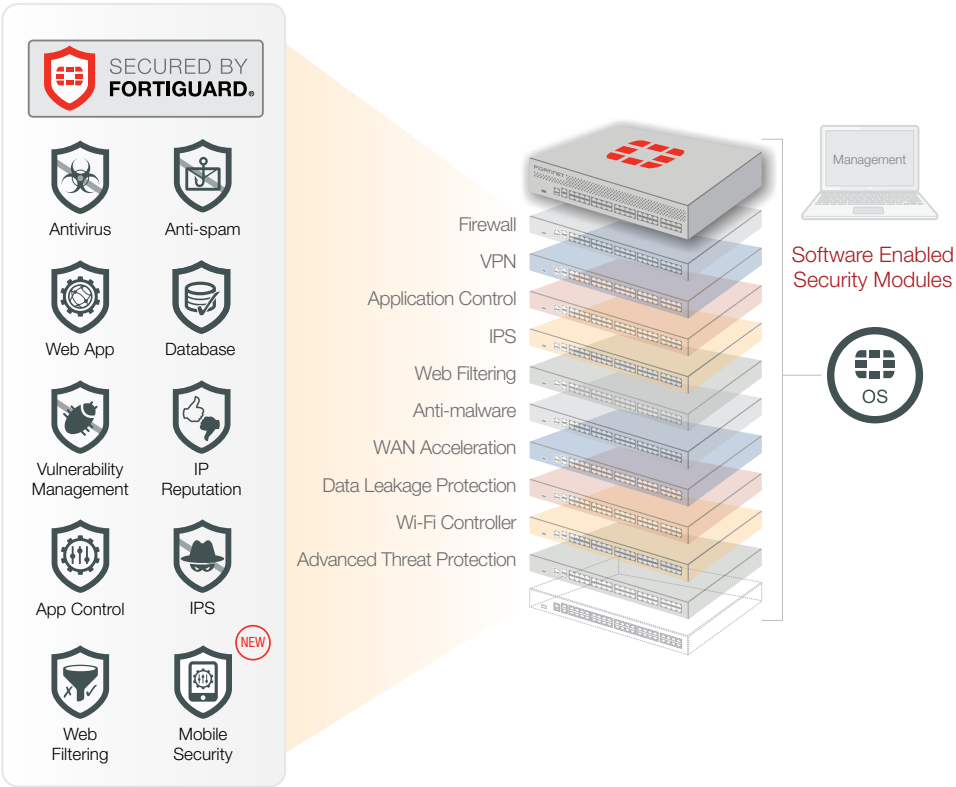 SECURED BY
FORTIGUARD®
Antivirus
Anti-spam
Web App
Database
Vulnerability
Management
IP
Reputation
App Control
IPS
NEW
Web
Filtering
Mobile
Security
FORTINET
Firewall
VPN
Application Control
IPS
Web Filtering
Anti-malware
WAN Acceleration
Data Leakage Protection
Wi-Fi Controller
Advanced Threat Protection
Management
Software Enabled
Security Modules
OS